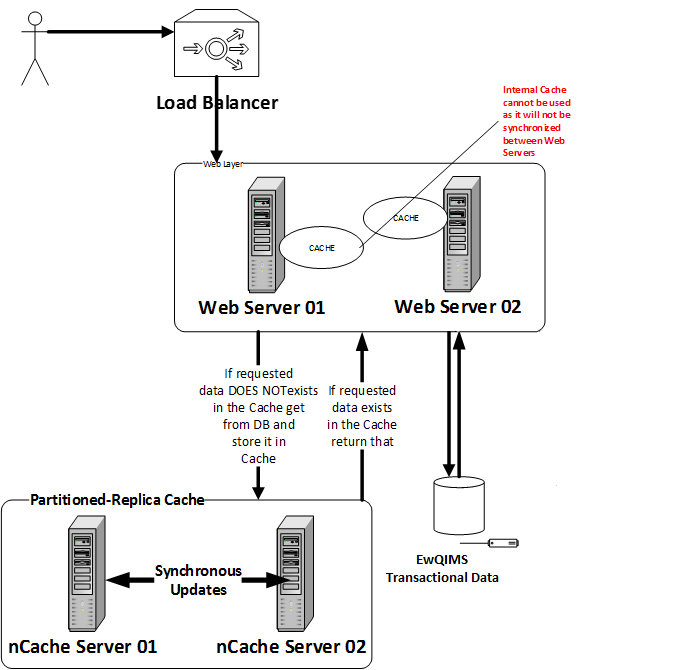 Load Balancer
Internal Cache
cannot be used
as it will not be
synchronized
between Web
Servers
Web Layer
CACHE
CACHE
Web Server 01
Web Server 02
If requested
data DOES NOTexists
in the Cache get
from DB and
store it in
Cache
If requested
data exists
in the Cache
return that
Partitioned-Replica Cache
EwQIMS
Transactional Data
Synchronous
Updates
nCache Server 01
nCache Server 02